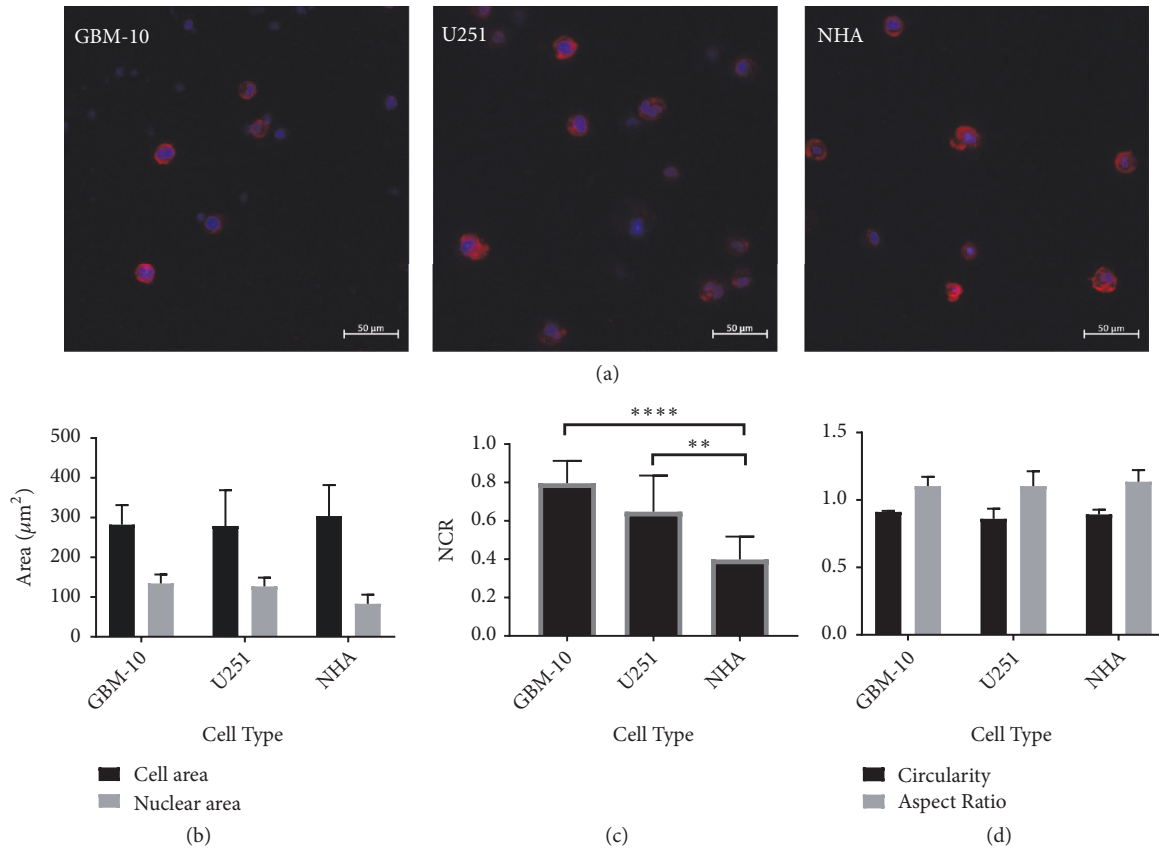 GBM-10
U251
NHA
50 μm
50 μm
50 μm
(a)
500
400
300
200
100
0
Area (μm²)
GBM-10
U251
NHA
Cell Type
Cell area
Nuclear area
(b)
****
**
1.0
0.8
0.6
0.4
0.2
0.0
NCR
GBM-10
U251
NHA
Cell Type
(c)
1.5
1.0
0.5
0.0
GBM-10
U251
NHA
Cell Type
Circularity
Aspect Ratio
(d)